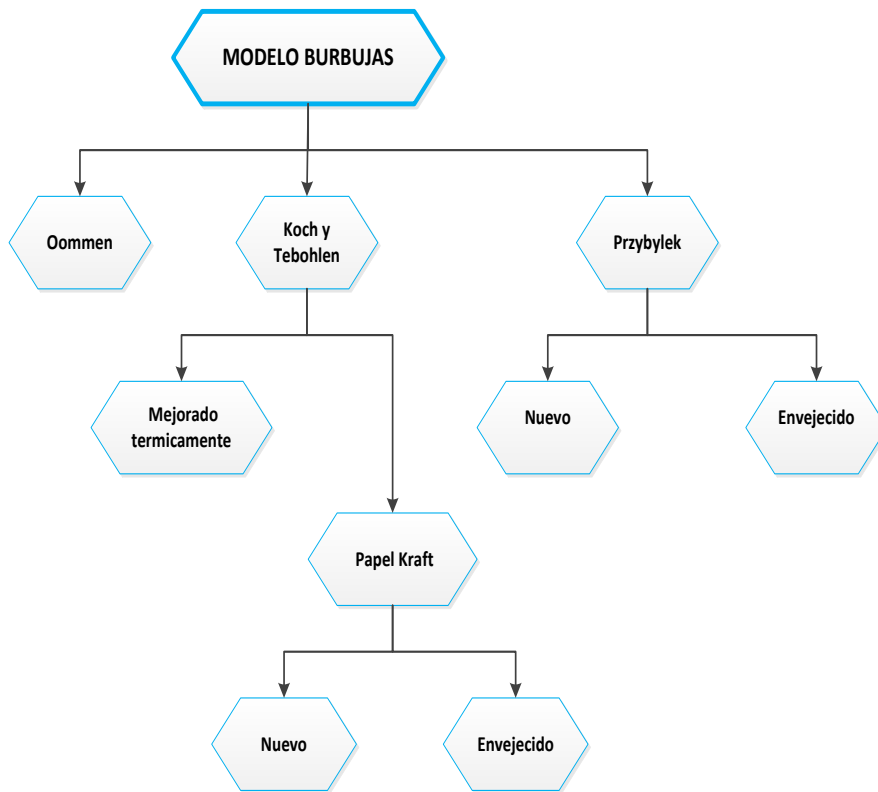 MODELO BURBUJAS
Oommen
Koch y
Tebohlen
Przybylek
Mejorado
termicamente
Nuevo
Envejecido
Papel Kraft
Nuevo
Envejecido